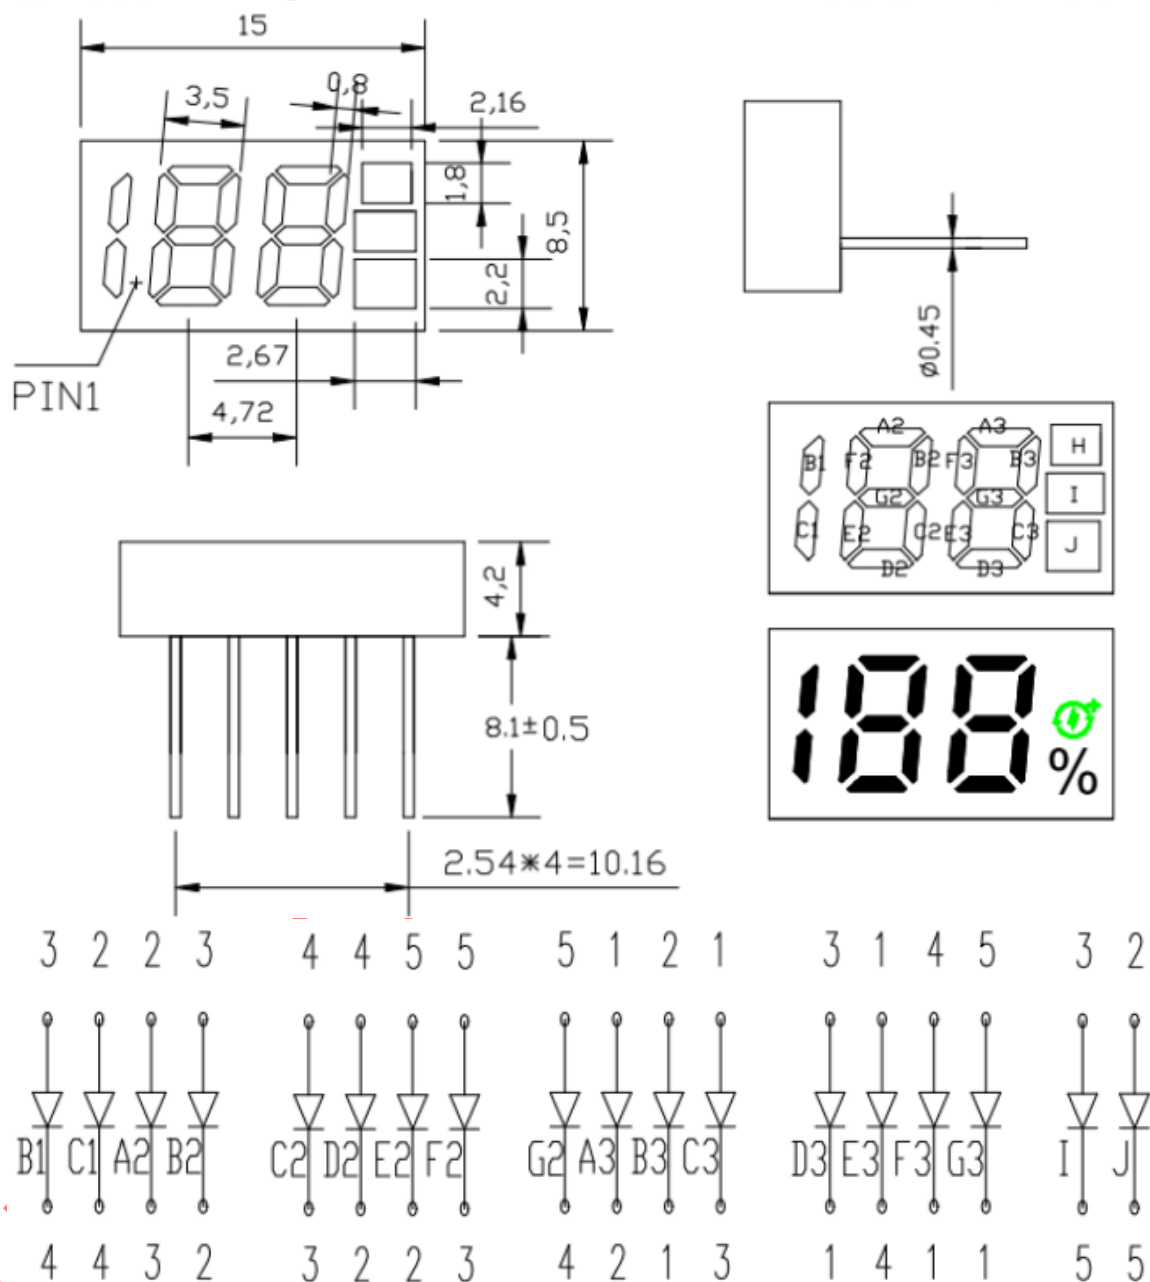 15
3,5
0,8
2,16
1,8
8,5
2,2
2,67
PIN1
4,72
ø0.45
A2 A3
B1 F2 B2 F3 B3 H
G2 G3 I
C1 E2 C2 E3 C3 J
D2 D3
4,2
8.1±0.5
188
%
2.54*4=10.16
3 2 2 3 4 4 5 5 5 1 2 1 3 1 4 5 3 2
B1 C1 A2 B2 C2 D2 E2 F2 G2 A3 B3 C3 D3 E3 F3 G3 I J
4 4 3 2 3 2 2 3 4 2 1 3 1 4 1 1 5 5